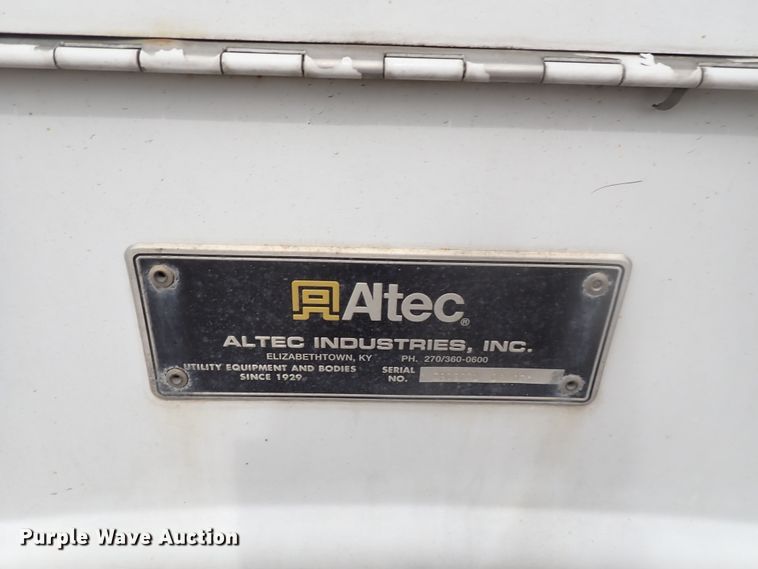 Altec®
ALTEC INDUSTRIES, INC.
ELIZABETHTOWN, KY PH. 270/360-0600
UTILITY EQUIPMENT AND BODIES SERIAL
SINCE 1929 NO.
Purple Wave Auction